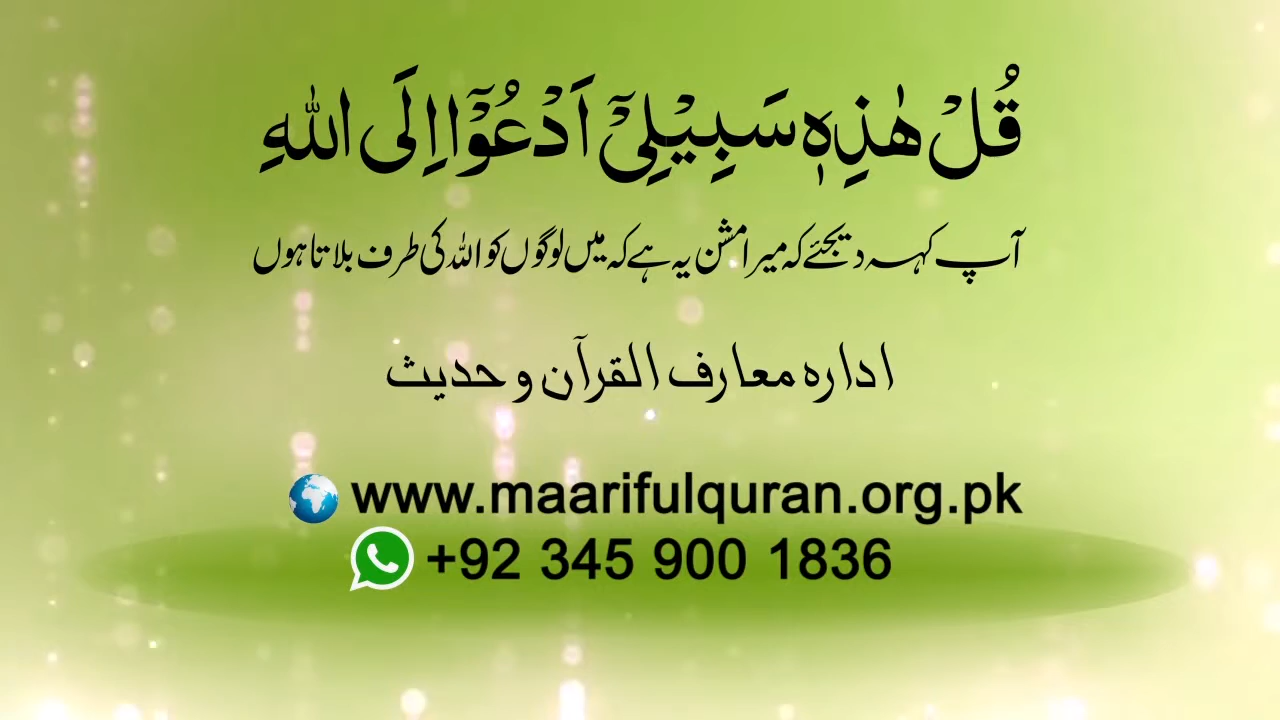 قُلْ هٰذِهٖ سَبِيْلِيْٓ اَدْعُوْٓا اِلَى اللهِ
آپ کہہ دیجئے کہ میرا مشن یہ ہے کہ میں لوگوں کو اللہ کی طرف بلاتا ہوں
ادارہ معارف القرآن و حدیث
www.maarifulquran.org.pk
+92 345 900 1836